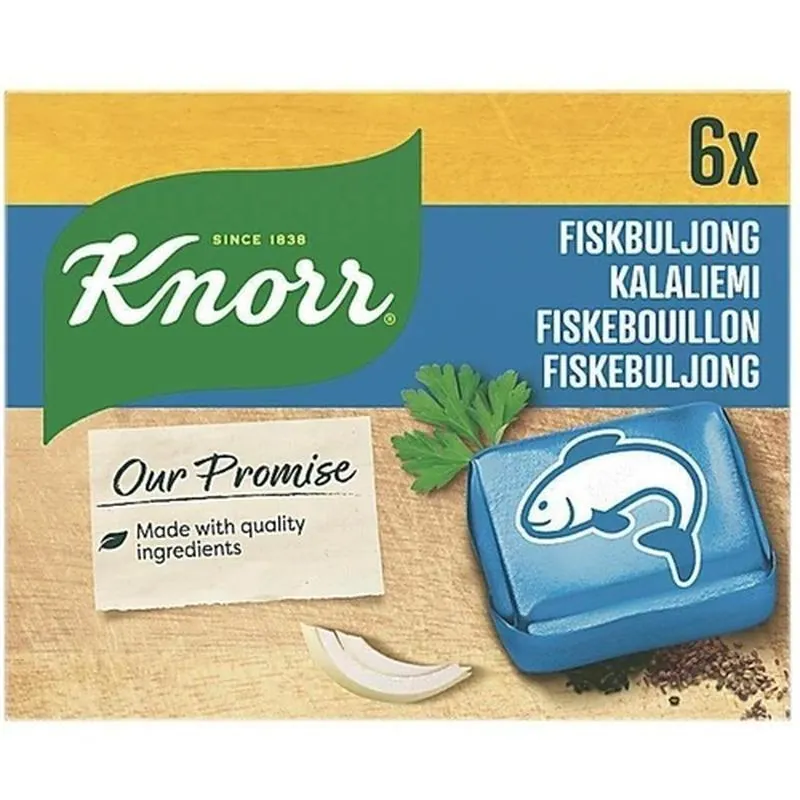 6x
SINCE 1838
Knorr®
FISKBULJONG
KALALIEMI
FISKEBOUILLON
FISKEBULJONG
Our Promise
Made with quality
ingredients